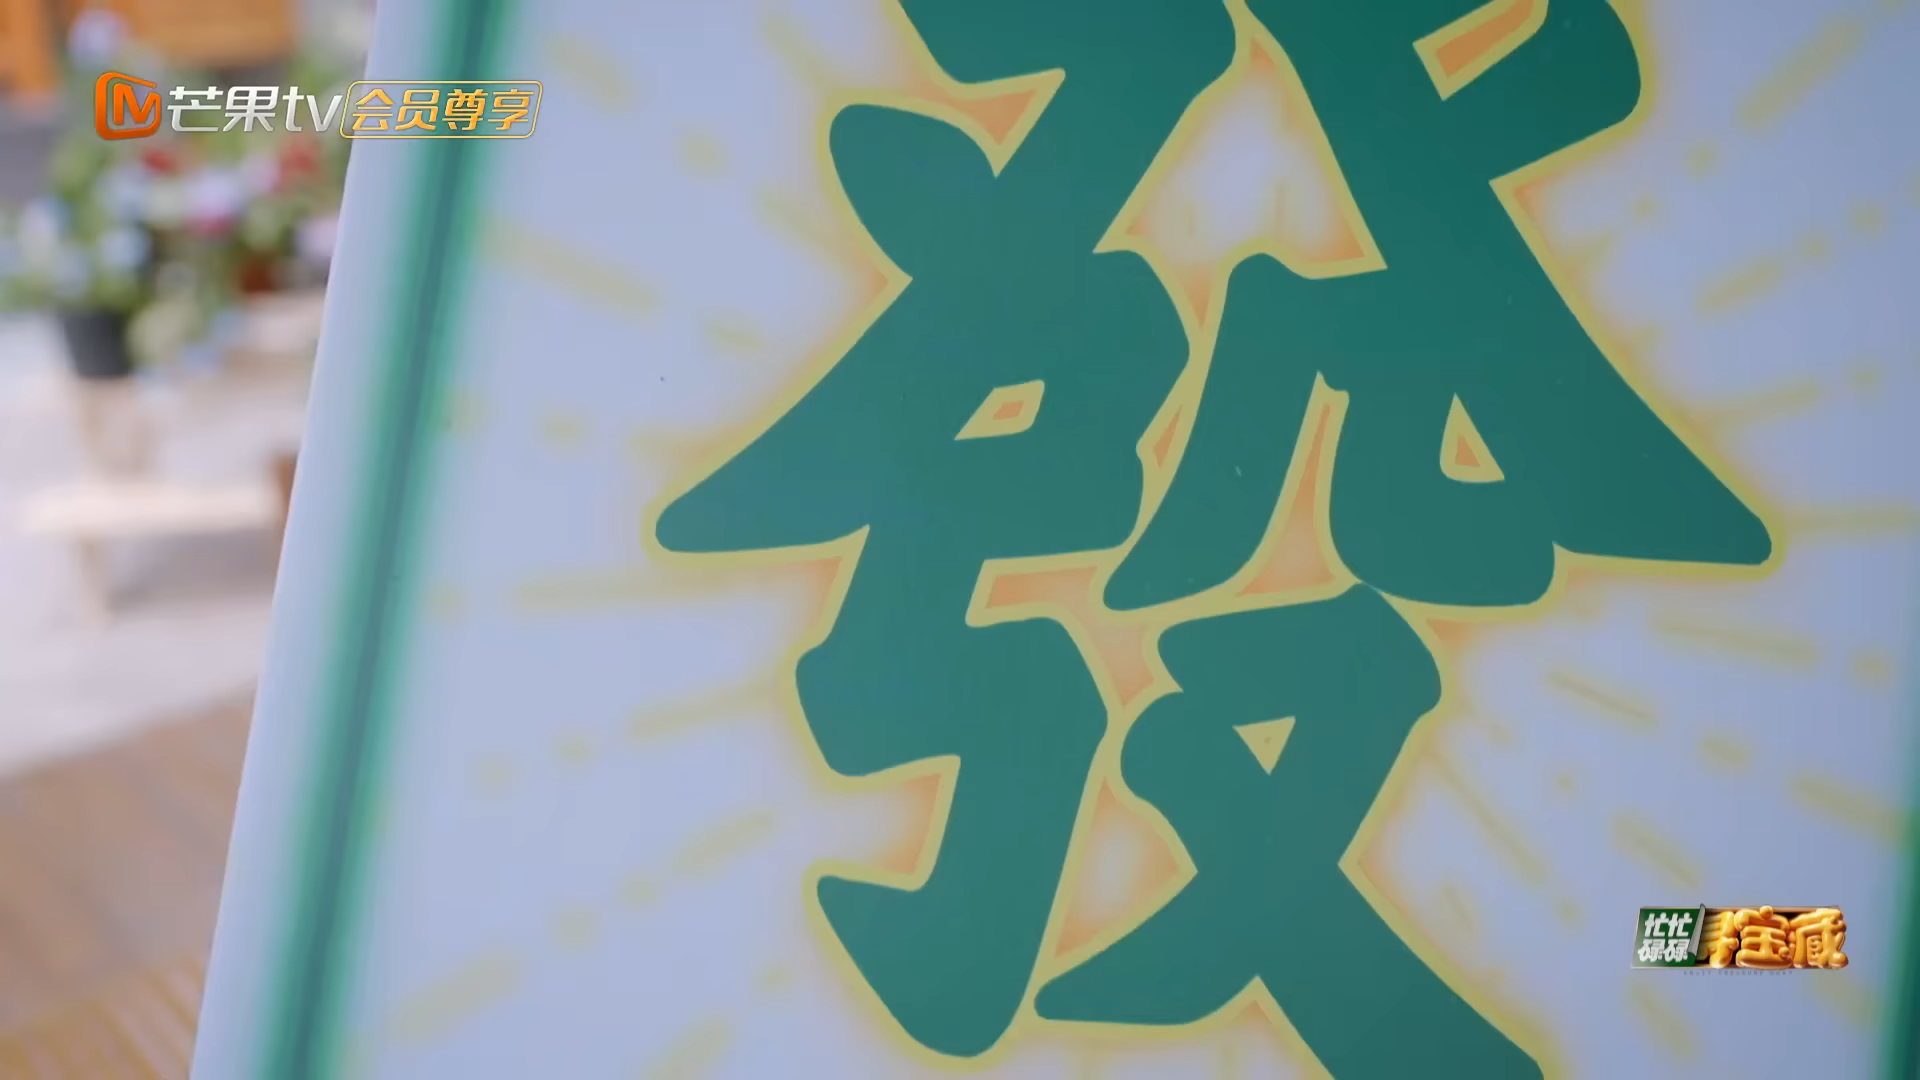 芒果tv会员尊享
發
忙忙
碌碌
寻宝藏